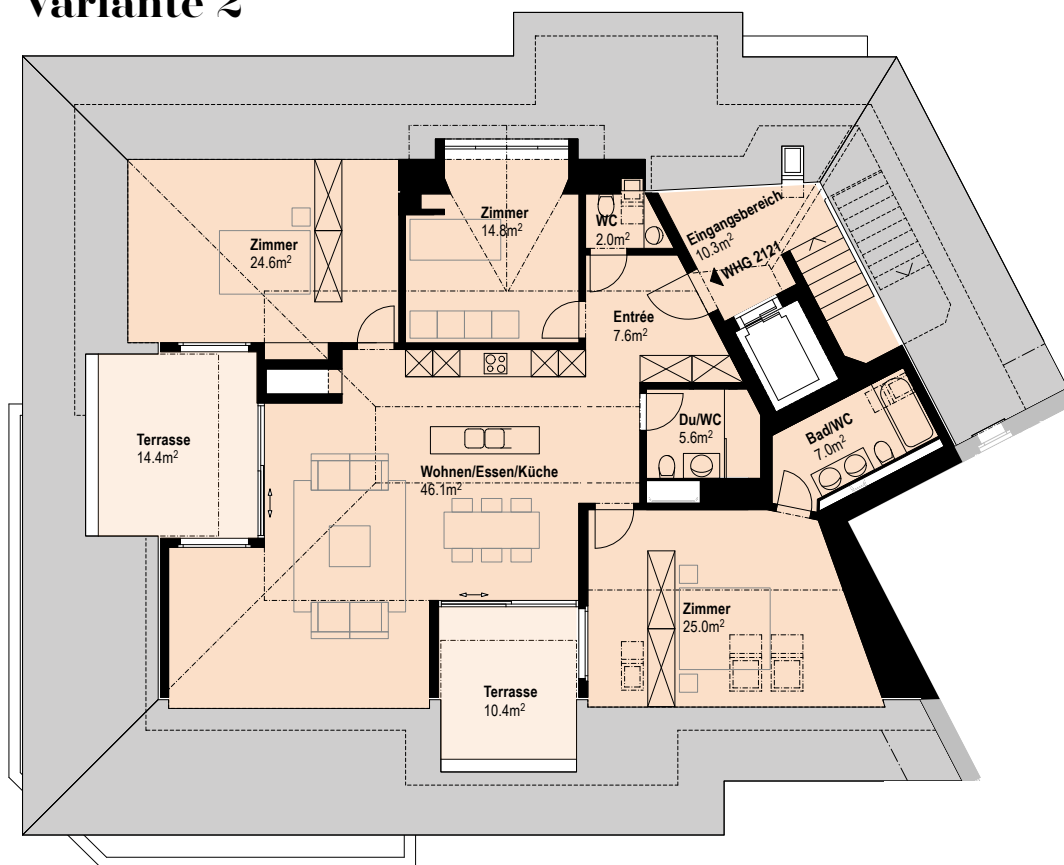 Variante 2
Zimmer
24.6m²
Zimmer
14.8m²
WC
2.0m²
Eingangsbereich
10.3m²
WHG 2121
Entrée
7.6m²
Terrasse
14.4m²
Wohnen/Essen/Küche
46.1m²
Du/WC
5.6m²
Bad/WC
7.0m²
Zimmer
25.0m²
Terrasse
10.4m²